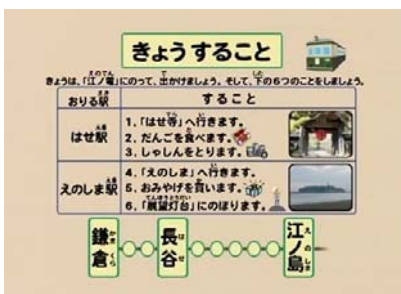 きょうすること
きょうは、「江ノ電」にのって、出かけましょう。そして、下の６つのことをしましょう。
おりる駅
すること
はせ駅
1.「はせ寺」へ行きます。
2.だんごを食べます。
3.しゃしんをとります。
えのしま駅
4.「えのしま」へ行きます。
5.おみやげを買います。
6.「展望灯台」にのぼります。
鎌倉
長谷
江ノ島